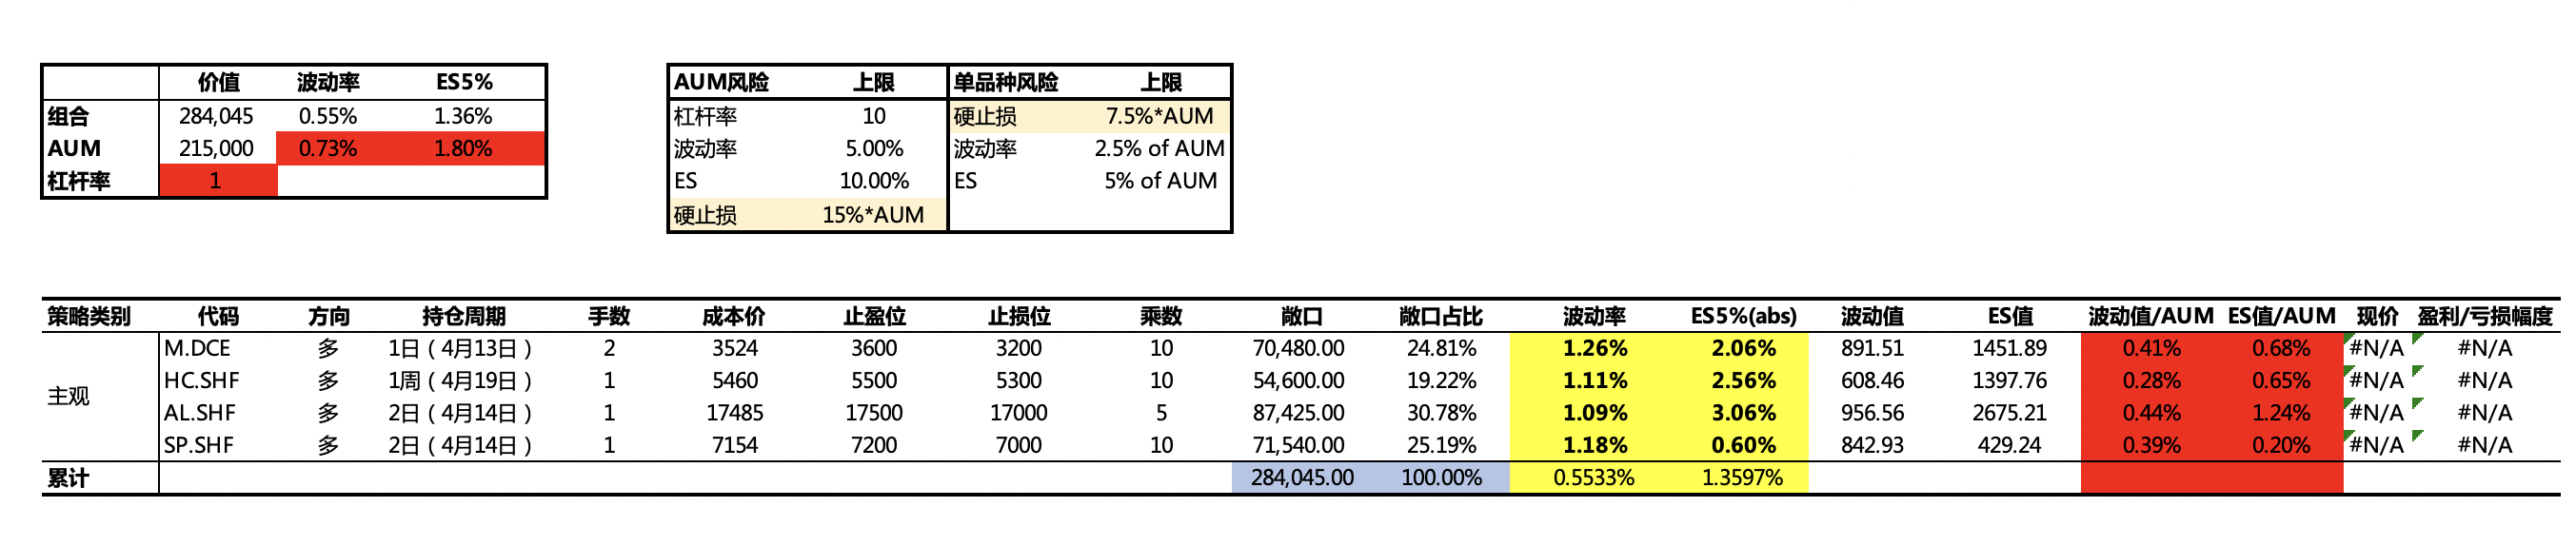 价值 波动率 ES5%
组合 284,045 0.55% 1.36%
AUM 215,000 0.73% 1.80%
杠杆率 1
AUM风险 上限 单品种风险 上限
杠杆率 10 硬止损 7.5%*AUM
波动率 5.00% 波动率 2.5% of AUM
ES 10.00% ES 5% of AUM
硬止损 15%*AUM
策略类别 代码 方向 持仓周期 手数 成本价 止盈位 止损位 乘数 敞口 敞口占比 波动率 ES5%(abs) 波动值 ES值 波动值/AUM ES值/AUM 现价 盈利/亏损幅度
M.DCE 多 1日（4月13日） 2 3524 3600 3200 10 70,480.00 24.81% 1.26% 2.06% 891.51 1451.89 0.41% 0.68% #N/A #N/A
主观 HC.SHF 多 1周（4月19日） 1 5460 5500 5300 10 54,600.00 19.22% 1.11% 2.56% 608.46 1397.76 0.28% 0.65% #N/A #N/A
AL.SHF 多 2日（4月14日） 1 17485 17500 17000 5 87,425.00 30.78% 1.09% 3.06% 956.56 2675.21 0.44% 1.24% #N/A #N/A
SP.SHF 多 2日（4月14日） 1 7154 7200 7000 10 71,540.00 25.19% 1.18% 0.60% 842.93 429.24 0.39% 0.20% #N/A #N/A
累计 284,045.00 100.00% 0.5533% 1.3597%